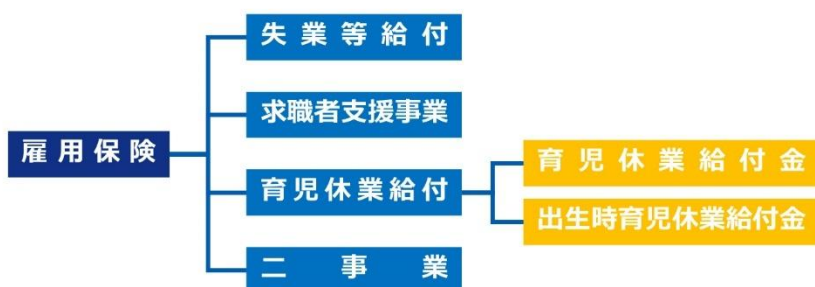 雇用保険
失業等給付
求職者支援事業
育児休業給付
二事業
育児休業給付金
出生時育児休業給付金